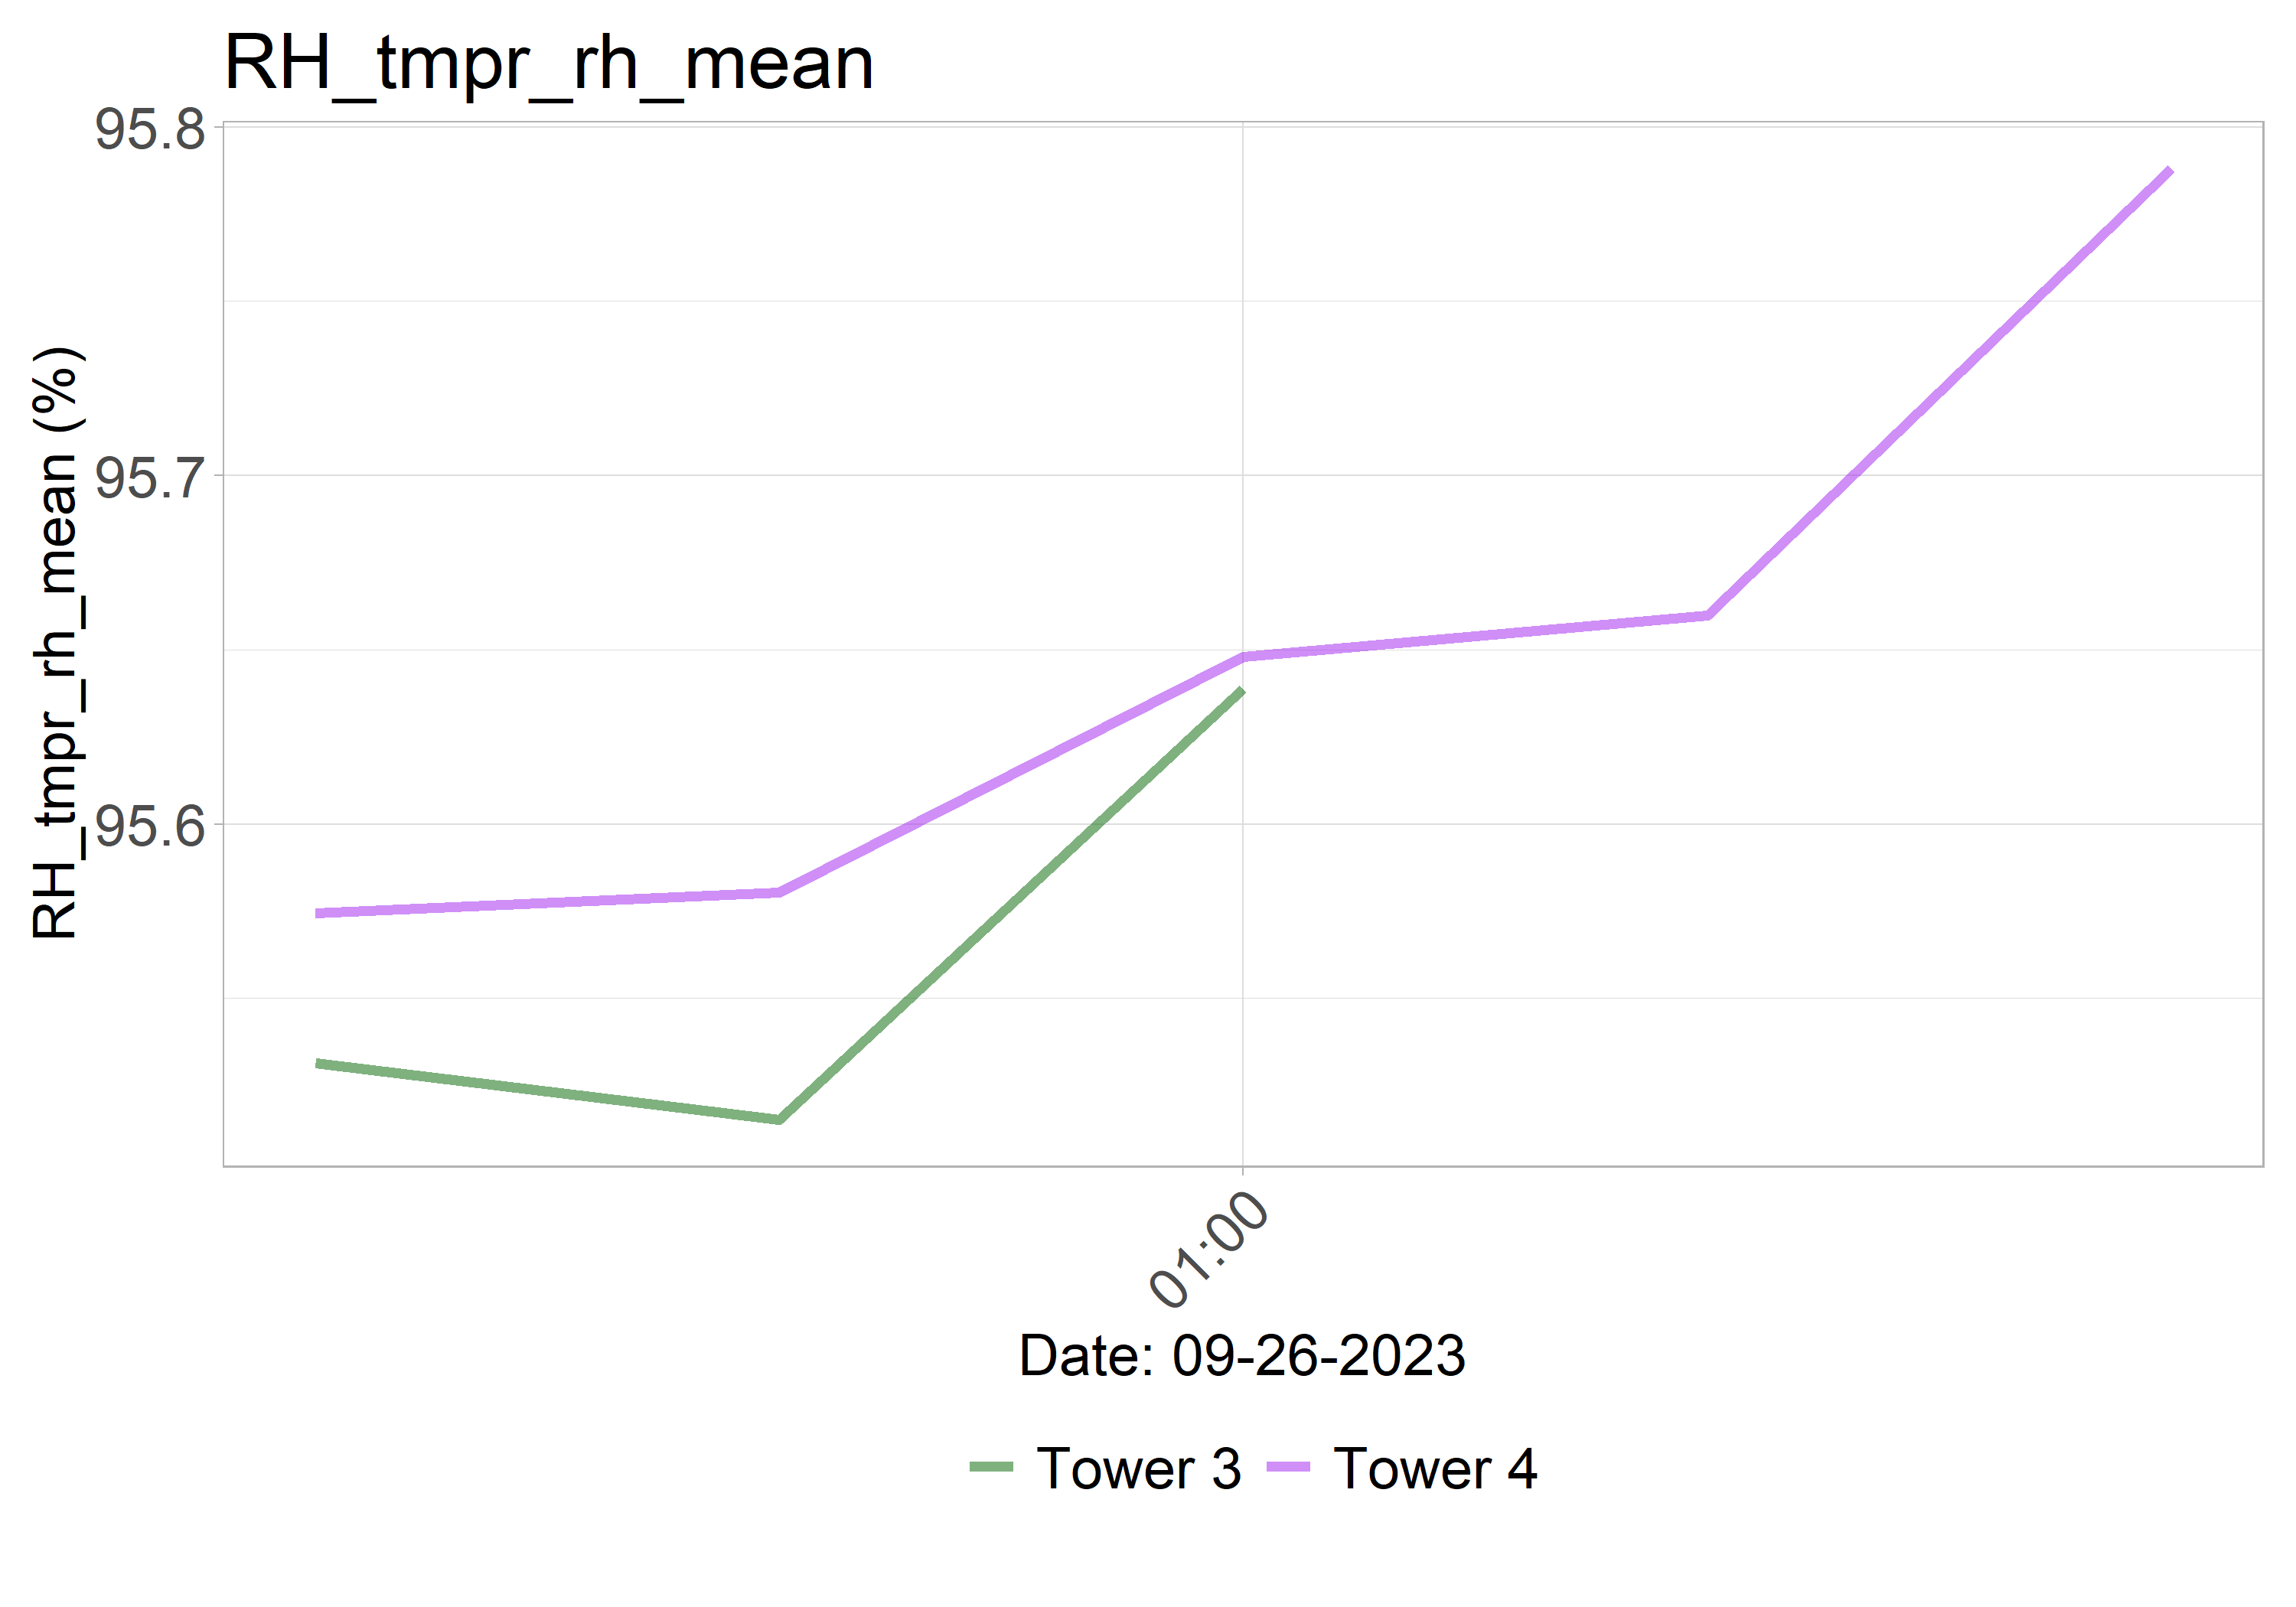 RH_tmpr_rh_mean
RH_tmpr_rh_mean (%)
95.8
95.7
95.6
01:00
Date: 09-26-2023
Tower 3 Tower 4